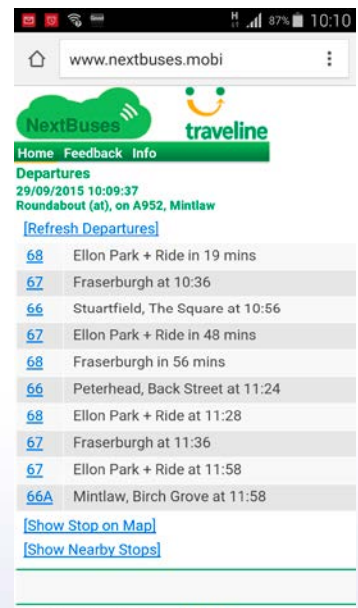 H 87% 10:10
www.nextbuses.mobi
NextBuses
traveline
Home Feedback Info
Departures
29/09/2015 10:09:37
Roundabout (at), on A952, Mintlaw
[Refresh Departures]
68 Ellon Park + Ride in 19 mins
67 Fraserburgh at 10:36
66 Stuartfield, The Square at 10:56
67 Ellon Park + Ride in 48 mins
68 Fraserburgh in 56 mins
66 Peterhead, Back Street at 11:24
68 Ellon Park + Ride at 11:28
67 Fraserburgh at 11:36
67 Ellon Park + Ride at 11:58
66A Mintlaw, Birch Grove at 11:58
[Show Stop on Map]
[Show Nearby Stops]